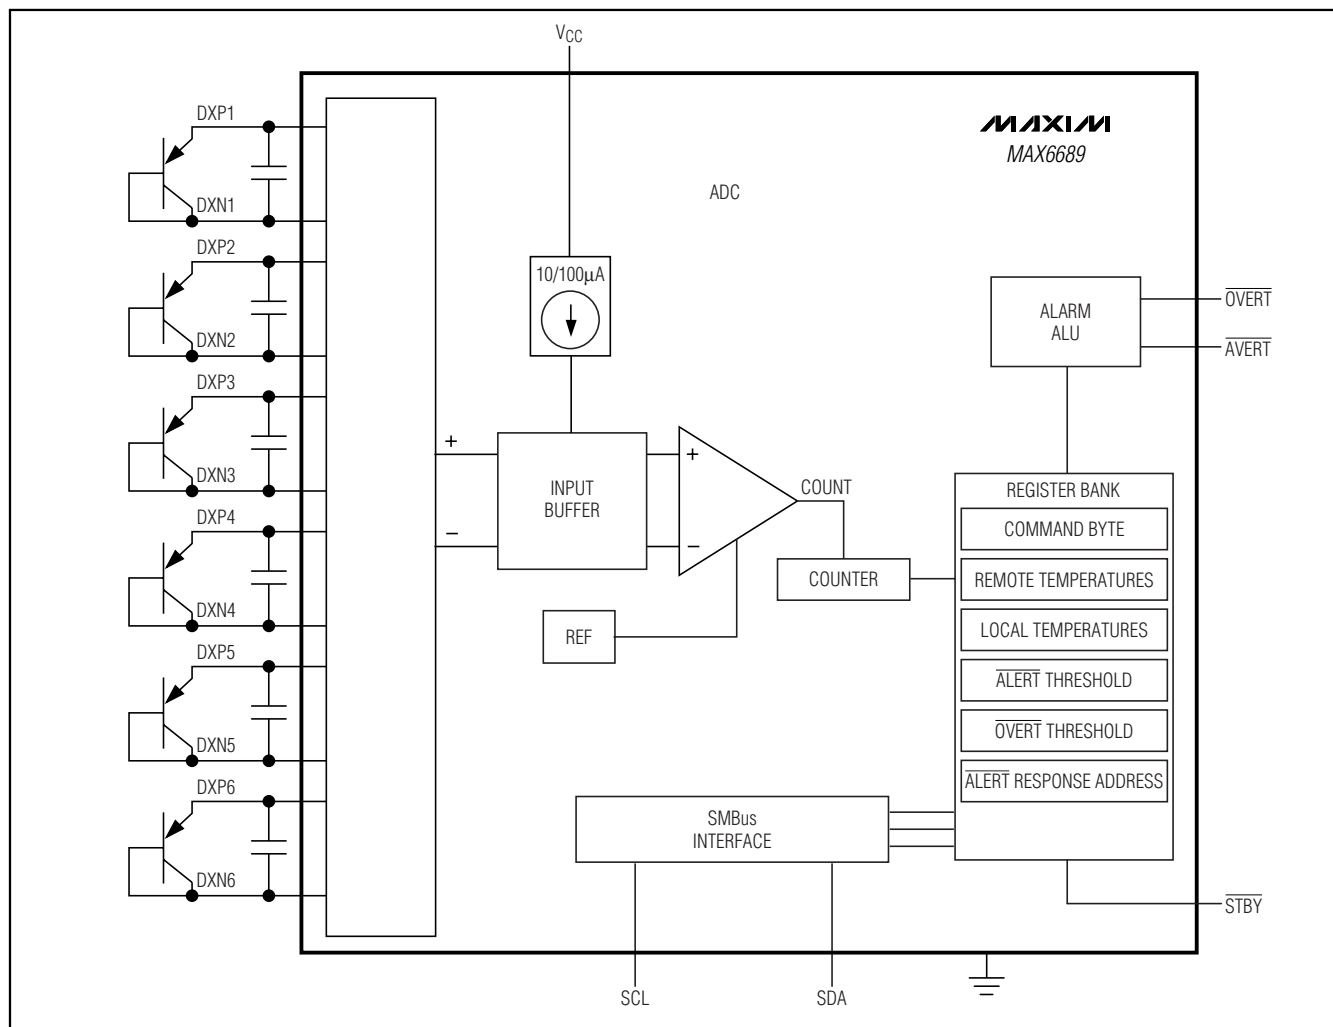 V<sub>CC</sub>
MAXIM
MAX6689
ADC
DXP1
DXN1
DXP2
DXN2
DXP3
DXN3
DXP4
DXN4
DXP5
DXN5
DXP6
DXN6
10/100µA
+
−
INPUT
BUFFER
+
−
COUNT
COUNTER
REF
ALARM
ALU
OVERT
AVERT
REGISTER BANK
COMMAND BYTE
REMOTE TEMPERATURES
LOCAL TEMPERATURES
ALERT THRESHOLD
OVERT THRESHOLD
ALERT RESPONSE ADDRESS
SMBus
INTERFACE
STBY
SCL
SDA